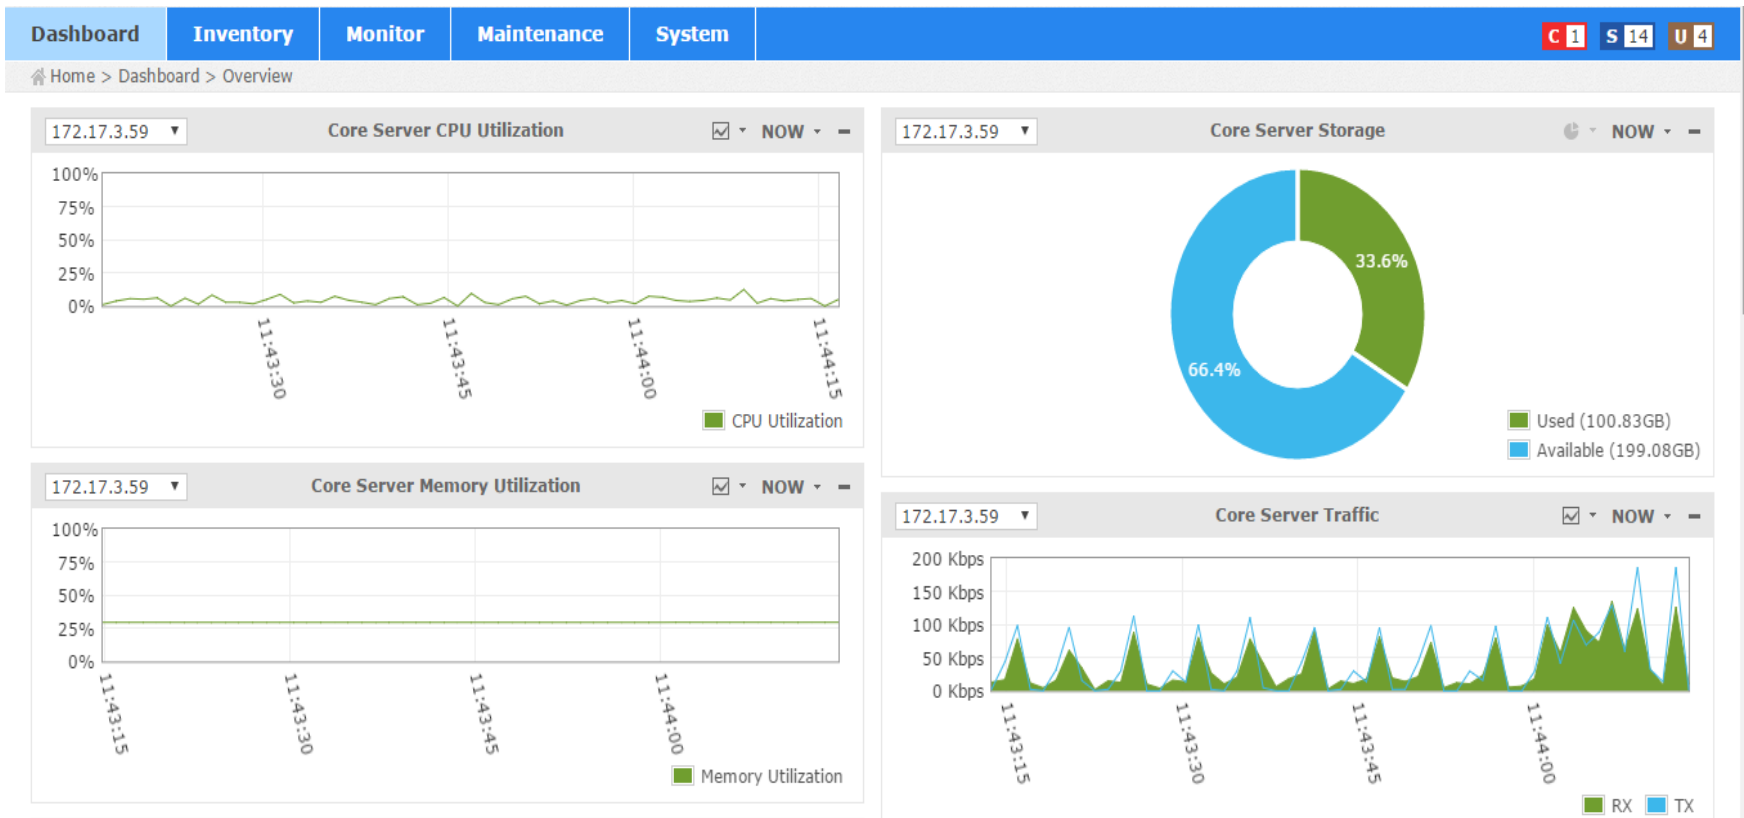 Dashboard Inventory Monitor Maintenance System C 1 S 14 U 4
Home > Dashboard > Overview
172.17.3.59 Core Server CPU Utilization NOW
100%
75%
50%
25%
0%
11:43:30 11:43:45 11:44:00 11:44:15
CPU Utilization
172.17.3.59 Core Server Storage NOW
33.6%
66.4%
Used (100.83GB)
Available (199.08GB)
172.17.3.59 Core Server Memory Utilization NOW
100%
75%
50%
25%
0%
11:43:15 11:43:30 11:43:45 11:44:00
Memory Utilization
172.17.3.59 Core Server Traffic NOW
200 Kbps
150 Kbps
100 Kbps
50 Kbps
0 Kbps
11:43:15 11:43:30 11:43:45 11:44:00
RX TX